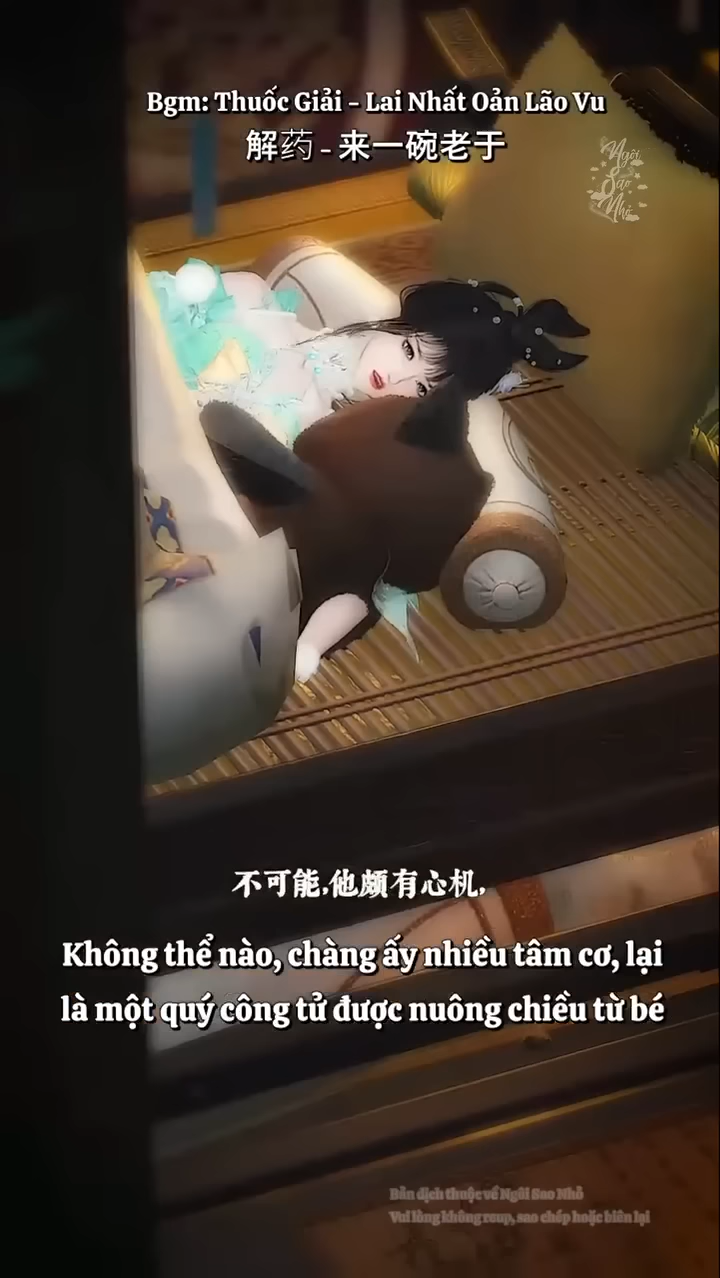 Bgm: Thuốc Giải - Lai Nhất Oản Lão Vu
解药 - 来一碗老于
Ngôi
Sao
Nhỏ
不可能,他颇有心机,
Không thể nào, chàng ấy nhiều tâm cơ, lại
là một quý công tử được nuông chiều từ bé
Bản dịch thuộc về Ngôi Sao Nhỏ
Vui lòng không reup, sao chép hoặc biên lại